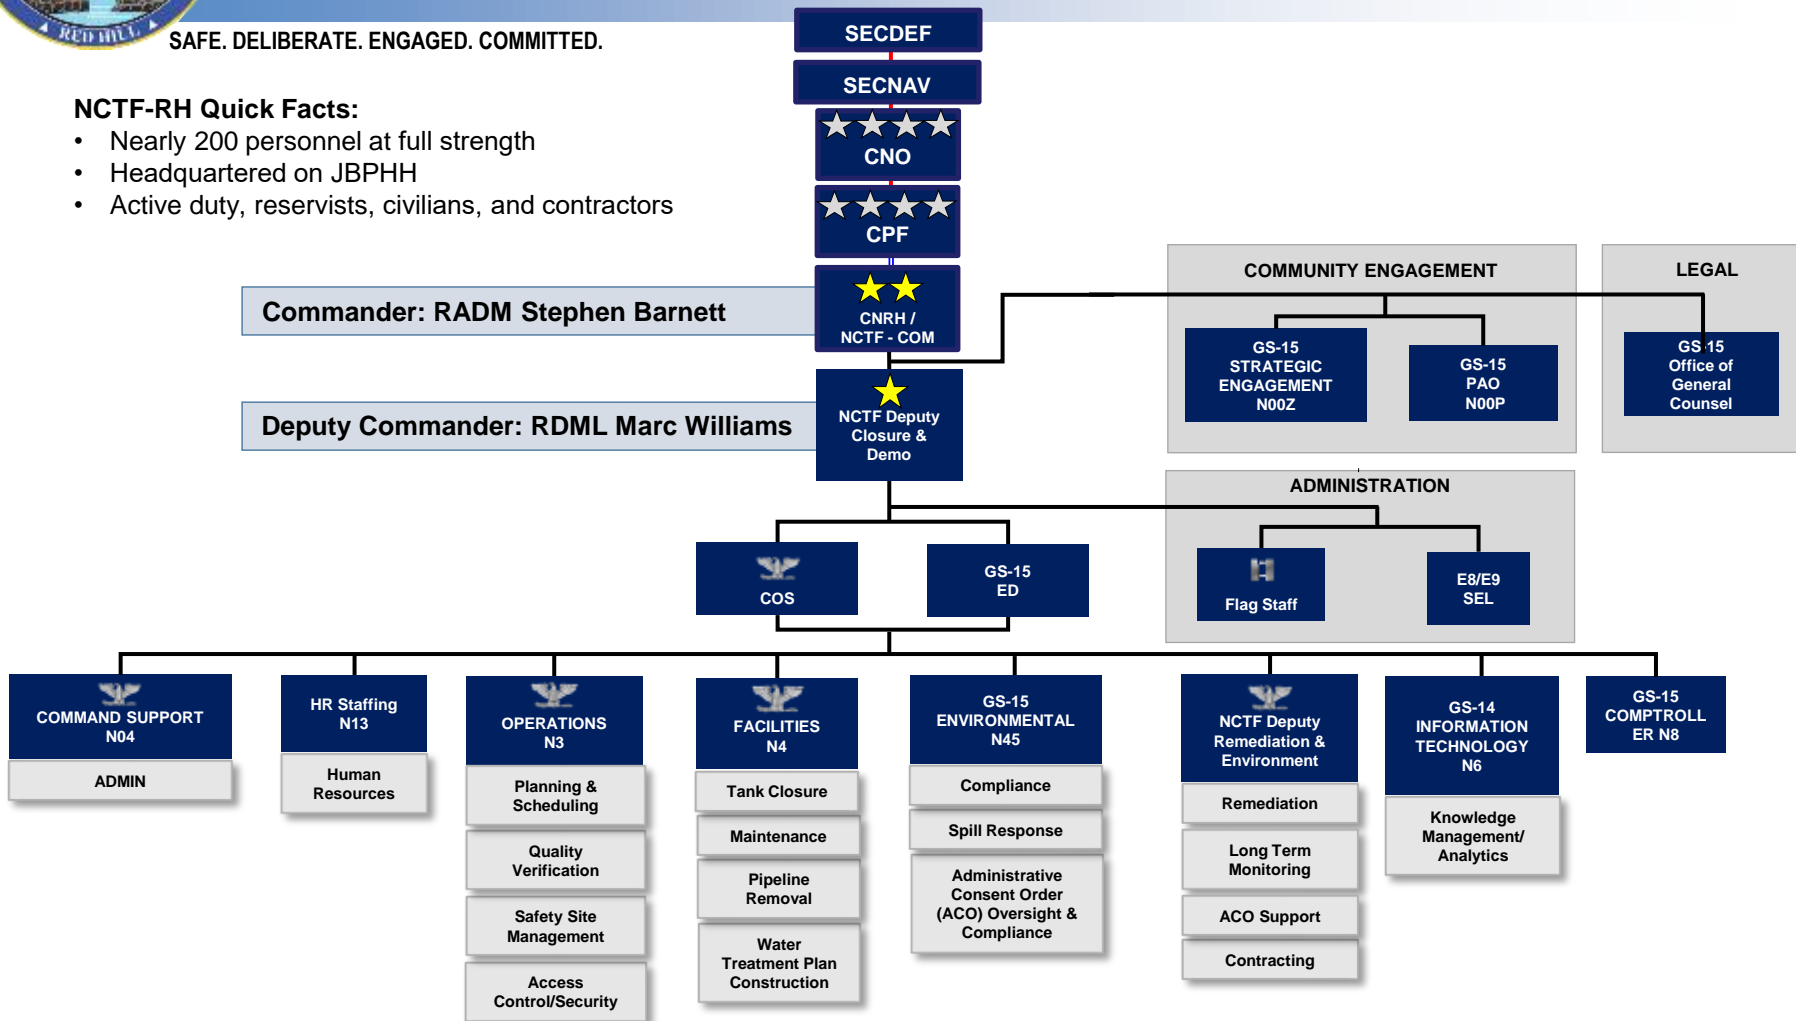 RED HILL
SAFE. DELIBERATE. ENGAGED. COMMITTED.
NCTF-RH Quick Facts:
• Nearly 200 personnel at full strength
• Headquartered on JBPHH
• Active duty, reservists, civilians, and contractors
SECDEF
SECNAV
CNO
CPF
CNRH /
NCTF - COM
Commander: RADM Stephen Barnett
NCTF Deputy
Closure &
Demo
Deputy Commander: RDML Marc Williams
COMMUNITY ENGAGEMENT
GS-15
STRATEGIC
ENGAGEMENT
N00Z
GS-15
PAO
N00P
LEGAL
GS-15
Office of
General
Counsel
ADMINISTRATION
Flag Staff
E8/E9
SEL
COS
GS-15
ED
COMMAND SUPPORT
N04
ADMIN
HR Staffing
N13
Human
Resources
OPERATIONS
N3
Planning &
Scheduling
Quality
Verification
Safety Site
Management
Access
Control/Security
FACILITIES
N4
Tank Closure
Maintenance
Pipeline
Removal
Water
Treatment Plan
Construction
GS-15
ENVIRONMENTAL
N45
Compliance
Spill Response
Administrative
Consent Order
(ACO) Oversight &
Compliance
NCTF Deputy
Remediation &
Environment
Remediation
Long Term
Monitoring
ACO Support
Contracting
GS-14
INFORMATION
TECHNOLOGY
N6
Knowledge
Management/
Analytics
GS-15
COMPTROLL
ER N8